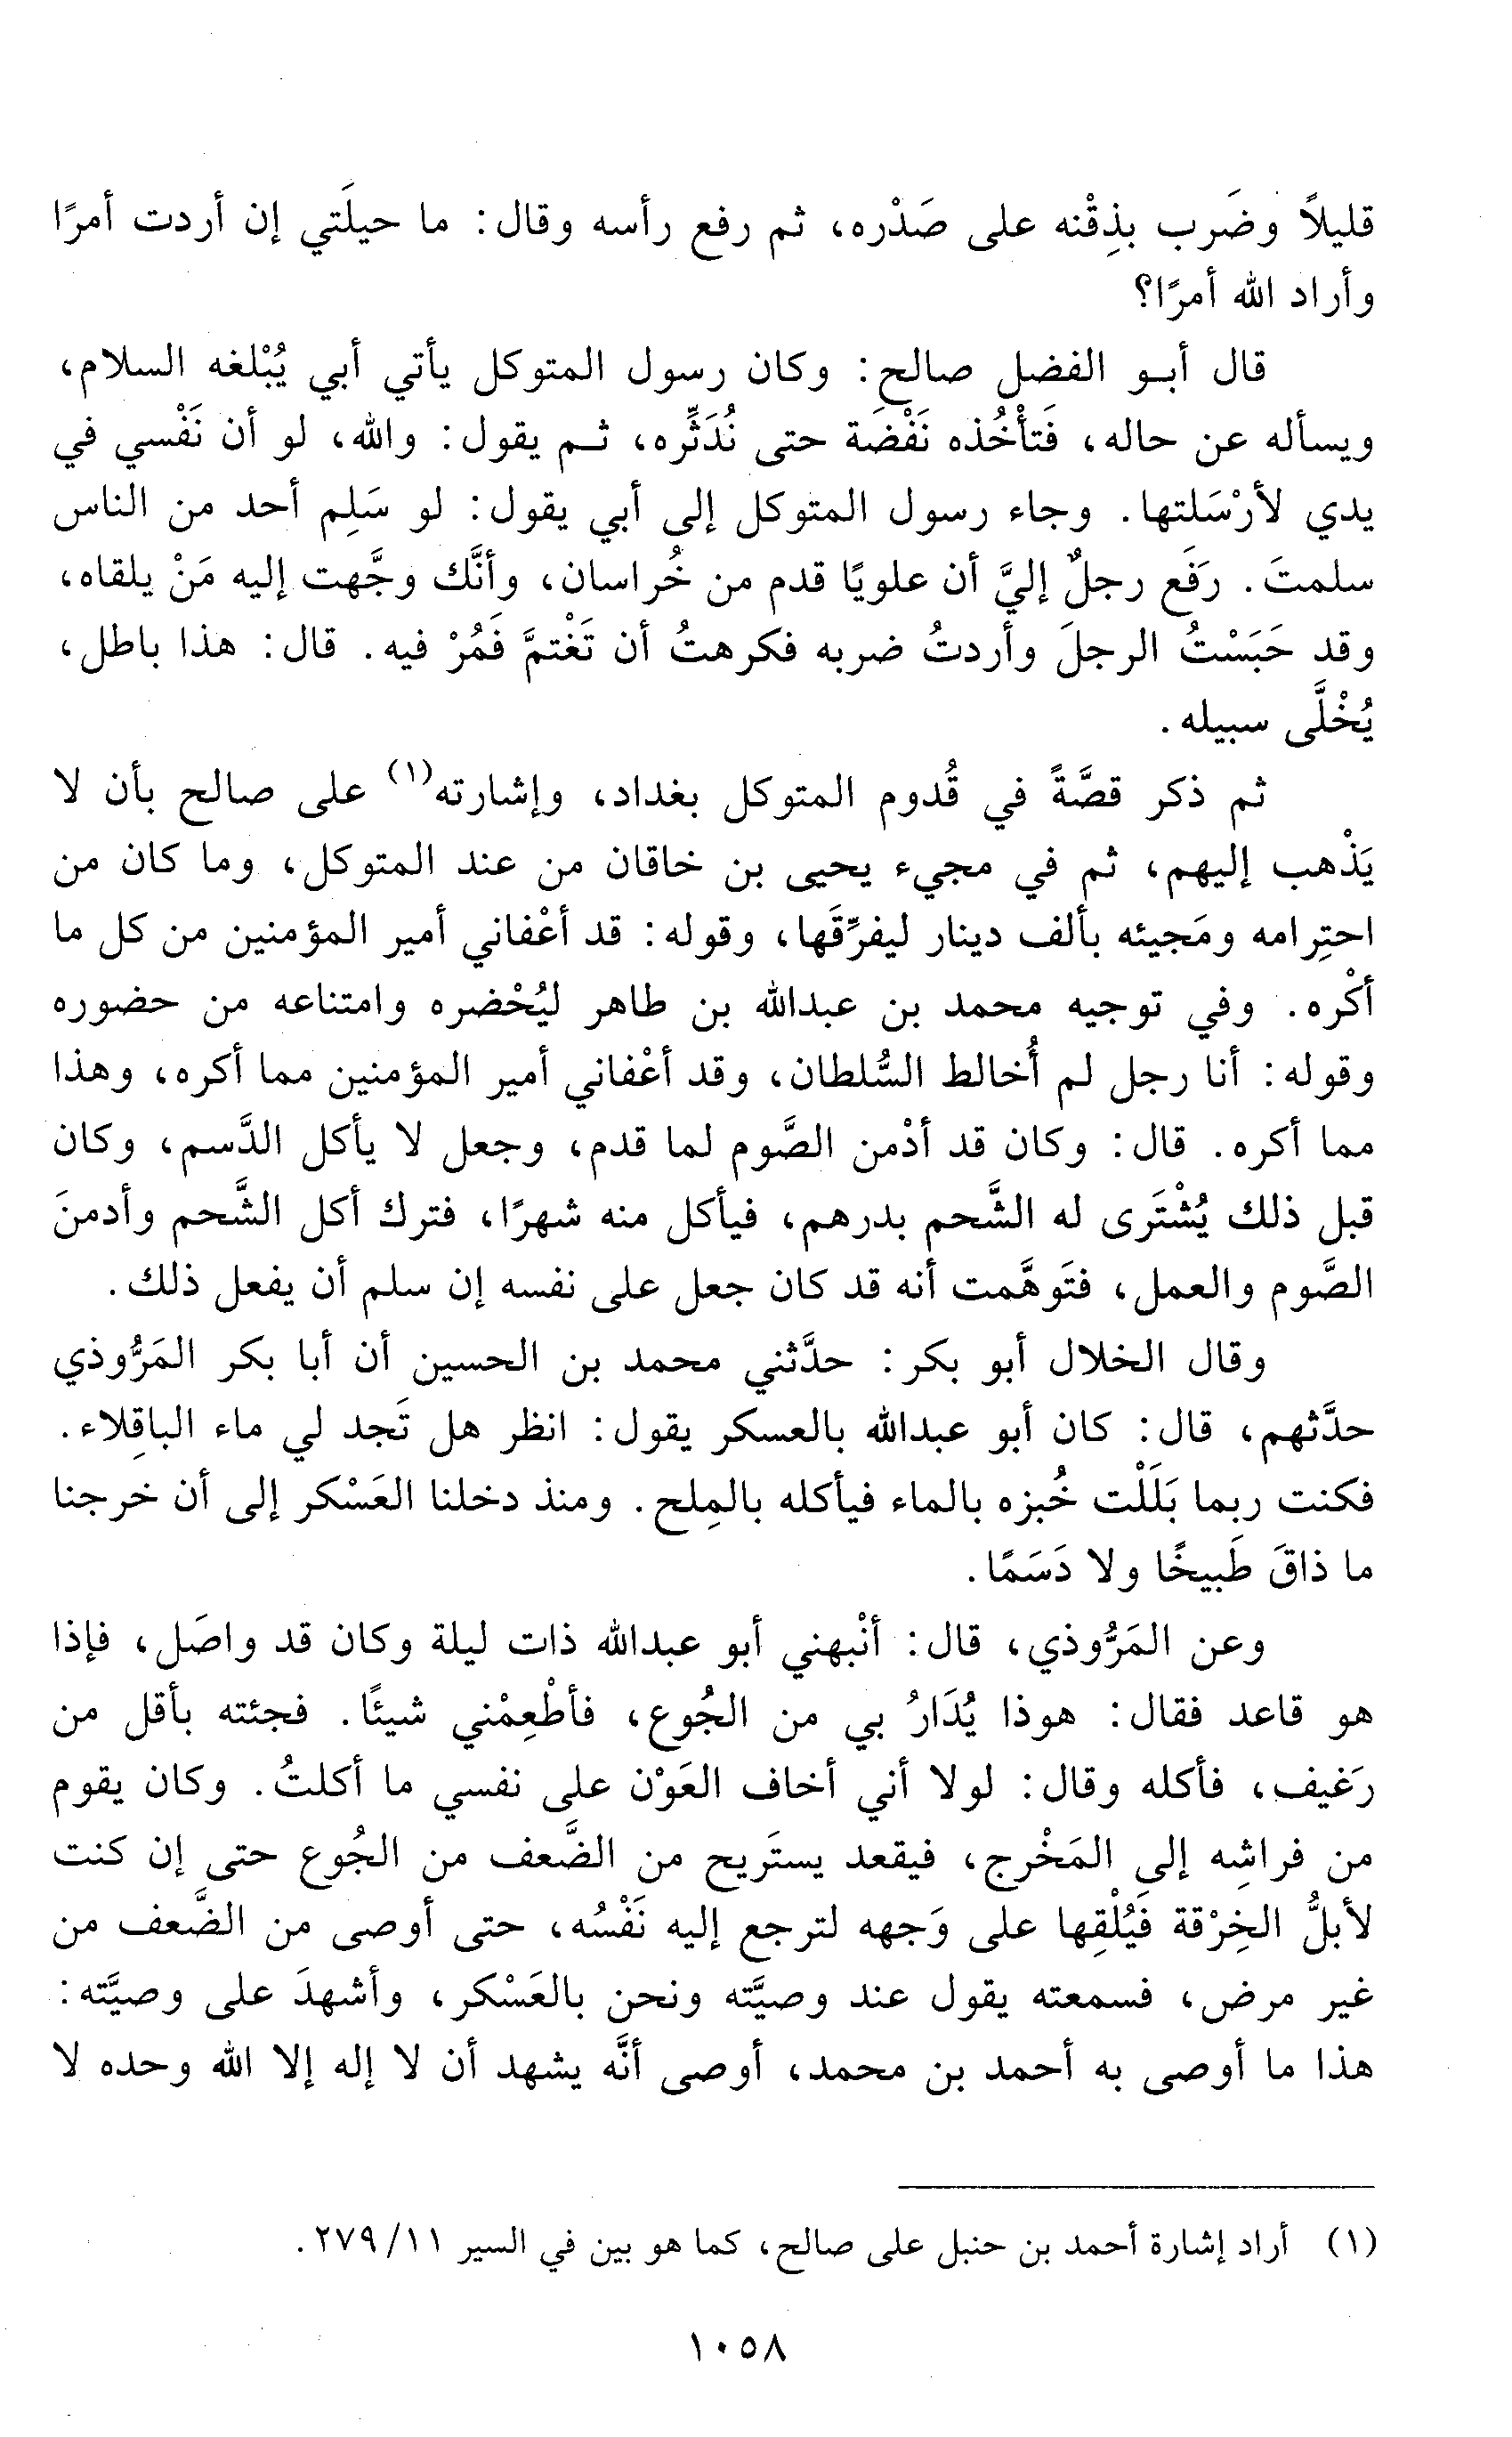 قليلاً وضَرب بذِقْنه على صَدْره، ثم رفع رأسه وقال: ما حيلَتي إن أردت أمرًا
وأراد الله أمرًا؟
قال أبو الفضل صالح: وكان رسول المتوكل يأتي أبي يُبْلغه السلام،
ويسأله عن حاله، فَتأْخُذه نَفْضَة حتى نُدَثِّره، ثم يقول: والله، لو أن نَفْسي في
يدي لأرْسَلتها. وجاء رسول المتوكل إلى أبي يقول: لو سَلِم أحد من الناس
سلمتَ. رَفَع رجلٌ إليَّ أن علويًا قدم من خُراسان، وأنَّك وجَّهت إليه مَنْ يلقاه،
وقد حَبَسْتُ الرجلَ وأردتُ ضربه فكرهتُ أن تَغْتمَّ فَمُرْ فيه. قال: هذا باطل،
يُخْلَّى سبيله.
ثم ذكر قصَّةً في قُدوم المتوكل بغداد، وإشارته(١) على صالح بأن لا
يَذْهب إليهم، ثم في مجيء يحيى بن خاقان من عند المتوكل، وما كان من
احتِرامه ومَجيئه بألف دينار ليفرِّقَها، وقوله: قد أعْفاني أمير المؤمنين من كل ما
أكْره. وفي توجيه محمد بن عبدالله بن طاهر ليُحْضره وامتناعه من حضوره
وقوله: أنا رجل لم أُخالط السُّلطان، وقد أعْفاني أمير المؤمنين مما أكره، وهذا
مما أكره. قال: وكان قد أدْمن الصَّوم لما قدم، وجعل لا يأكل الدَّسم، وكان
قبل ذلك يُشْتَرى له الشَّحم بدرهم، فيأكل منه شهرًا، فترك أكل الشَّحم وأدمنَ
الصَّوم والعمل، فتَوهَّمت أنه قد كان جعل على نفسه إن سلم أن يفعل ذلك.
وقال الخلال أبو بكر: حدَّثني محمد بن الحسين أن أبا بكر المَرُّوذي
حدَّثهم، قال: كان أبو عبدالله بالعسكر يقول: انظر هل تَجد لي ماء الباقِلاء.
فكنت ربما بَلَلْت خُبزه بالماء فيأكله بالمِلح. ومنذ دخلنا العَسْكر إلى أن خرجنا
ما ذاقَ طَبيخًا ولا دَسَمًا.
وعن المَرُّوذي، قال: أنْبهني أبو عبدالله ذات ليلة وكان قد واصَل، فإذا
هو قاعد فقال: هوذا يُدَارُ بي من الجُوع، فأطْعِمْني شيئًا. فجئته بأقل من
رَغيف، فأكله وقال: لولا أني أخاف العَوْن على نفسي ما أكلتُ. وكان يقوم
من فراشِه إلى المَخْرج، فيقعد يستَريح من الضَّعف من الجُوع حتى إن كنت
لأبلُّ الخِرْقة فَيُلْقِها على وَجهه لترجع إليه نَفْسُه، حتى أوصى من الضَّعف من
غير مرض، فسمعته يقول عند وصيَّته ونحن بالعَسْكر، وأشهدَ على وصيَّته:
هذا ما أوصى به أحمد بن محمد، أوصى أنَّه يشهد أن لا إله إلا الله وحده لا
(١) أراد إشارة أحمد بن حنبل على صالح، كما هو بين في السير ١١/ ٢٧٩.
١٠٥٨